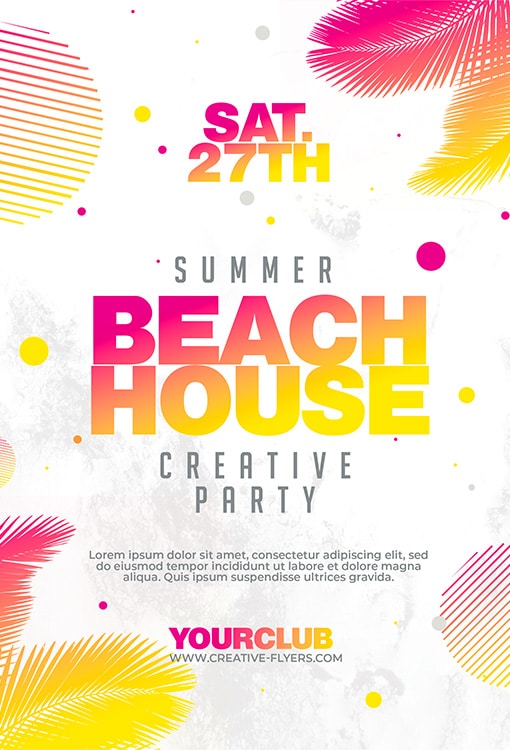 SAT.
27TH
SUMMER
BEACH
HOUSE
CREATIVE
PARTY
Lorem ipsum dolor sit amet, consectetur adipiscing elit, sed
do eiusmod tempor incididunt ut labore et dolore magna
aliqua. Quis ipsum suspendisse ultrices gravida.
YOURCLUB
WWW.CREATIVE-FLYERS.COM